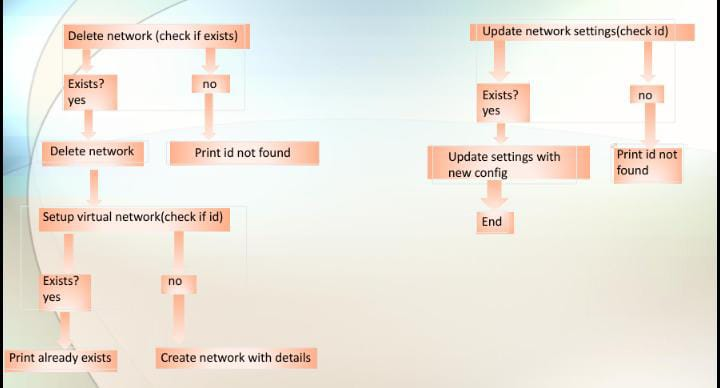 Delete network (check if exists)
Exists?
yes
no
Delete network
Print id not found
Setup virtual network(check if id)
Exists?
yes
no
Print already exists
Create network with details
Update network settings(check id)
Exists?
yes
no
Update settings with
new config
Print id not
found
End